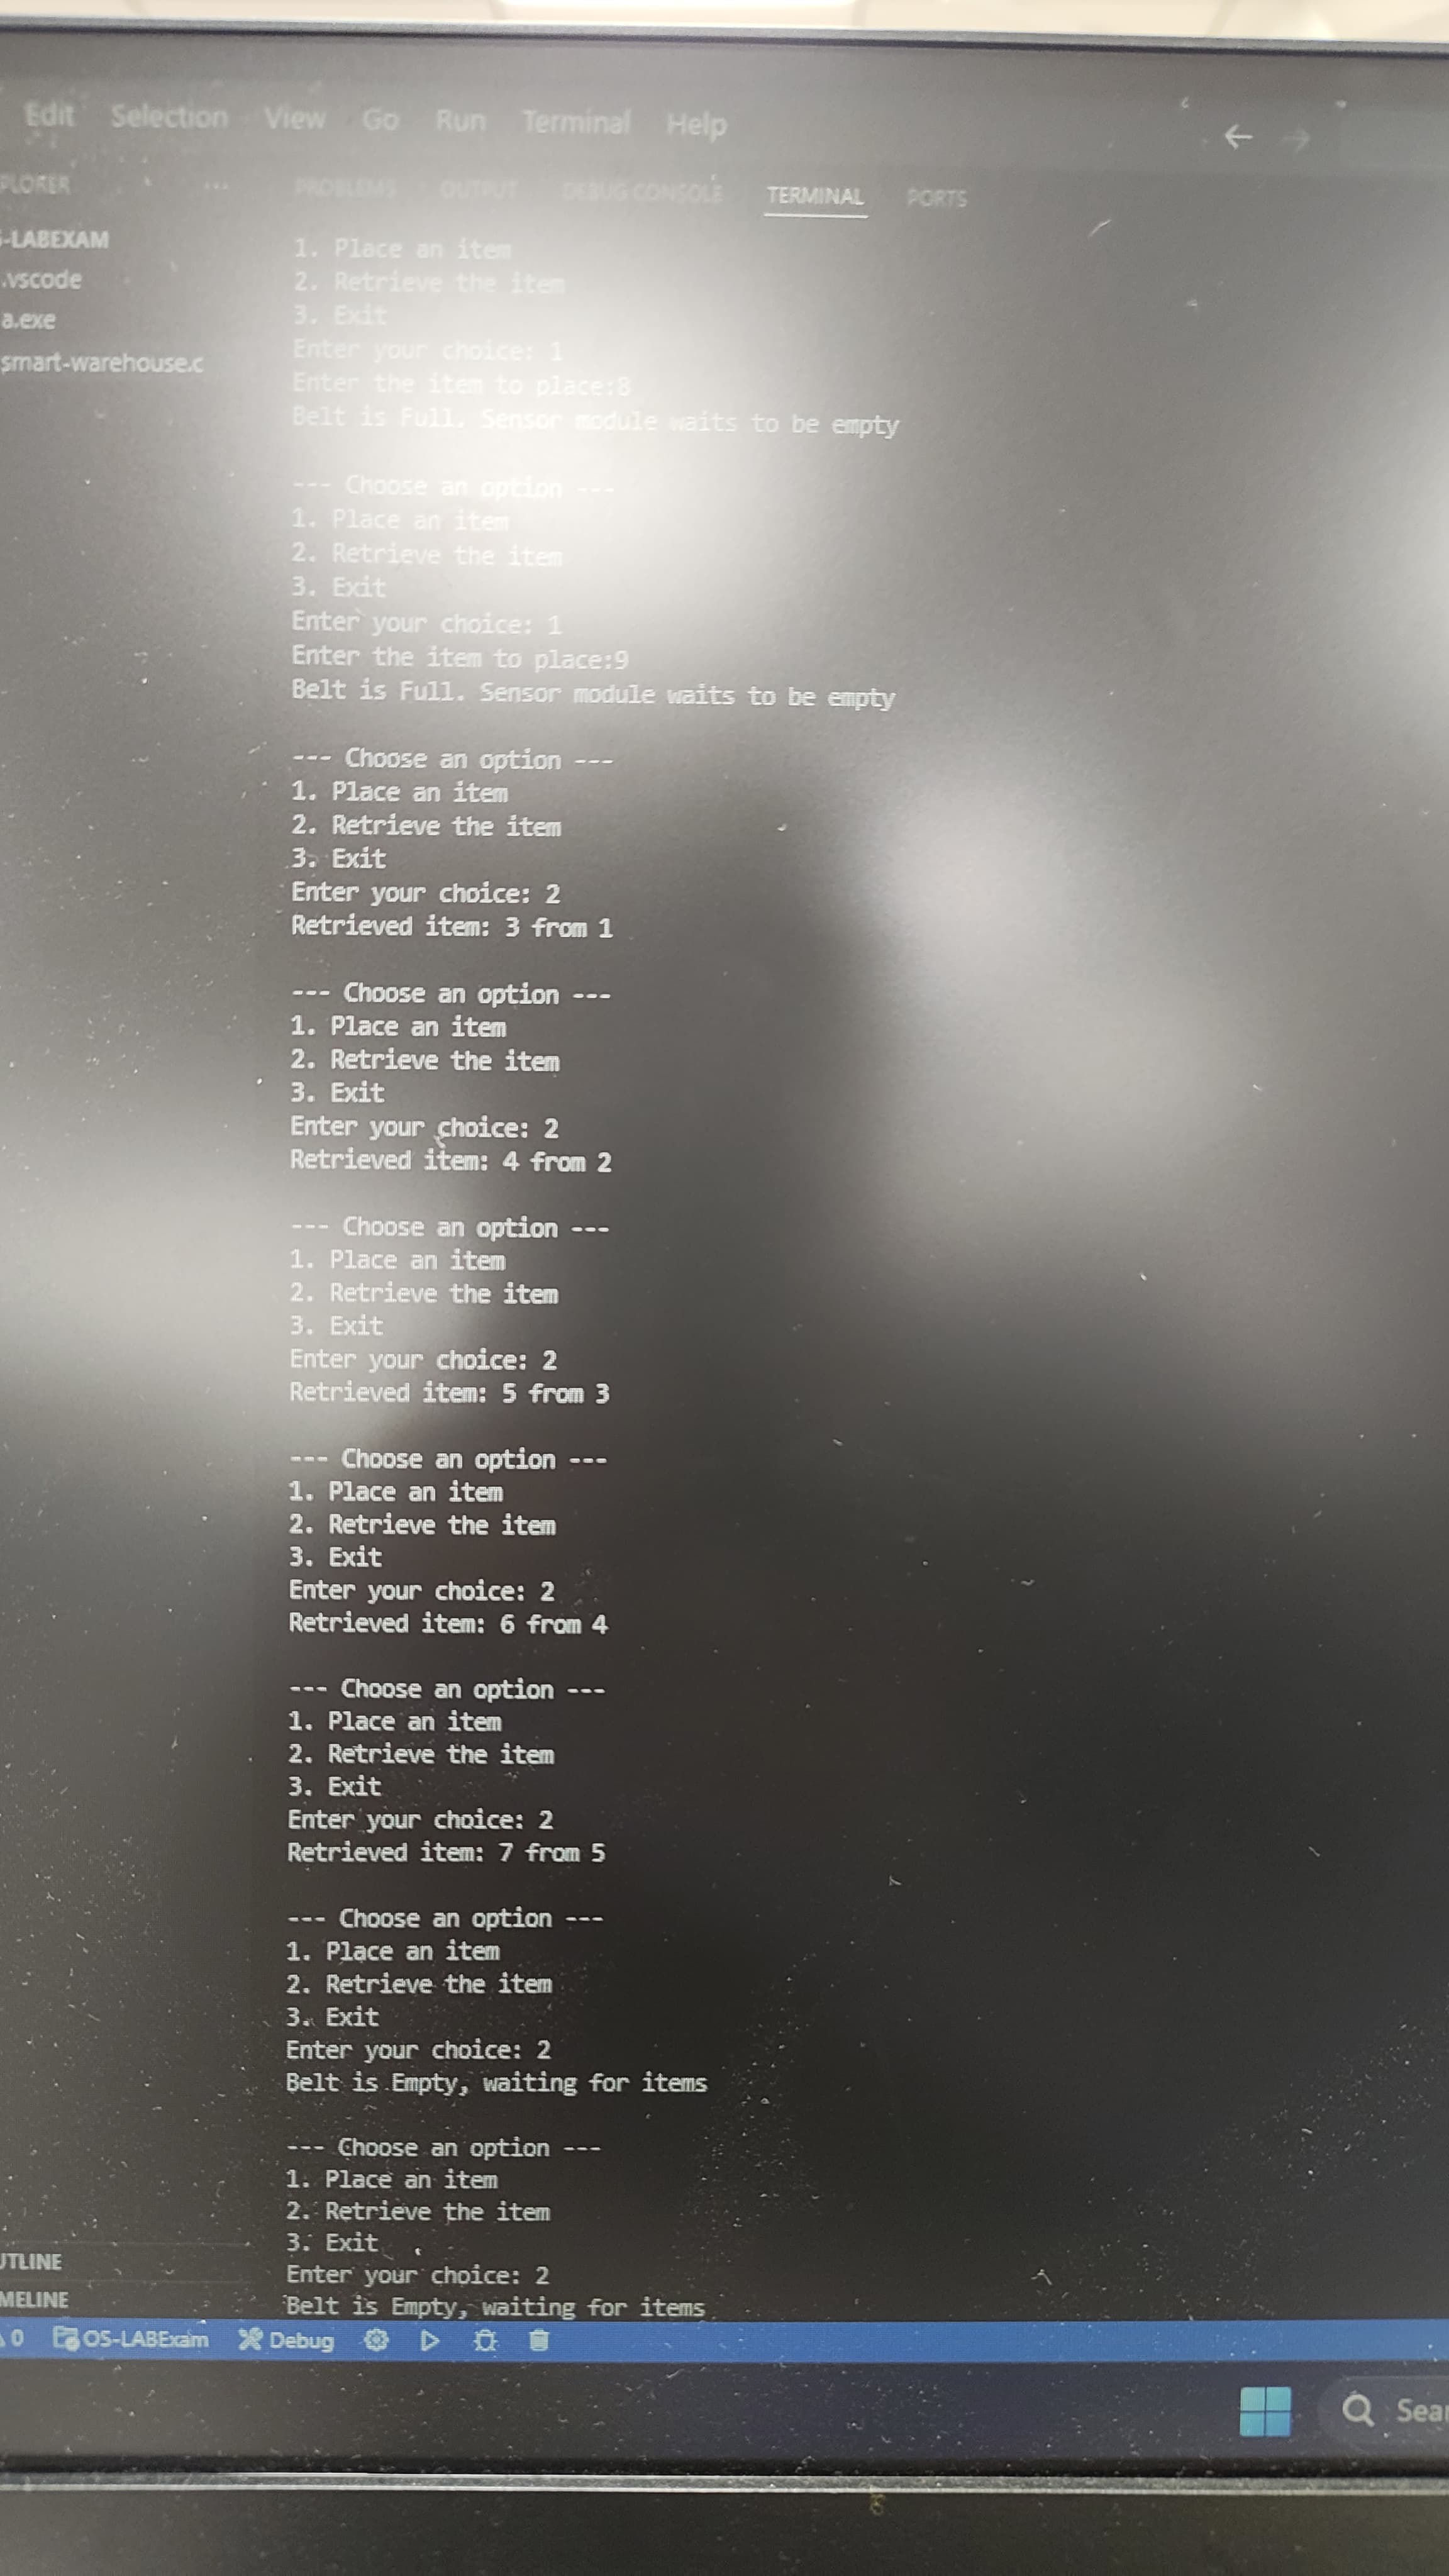 Edit Selection View Go Run Terminal Help
PLORER ... PROBLEMS OUTPUT DEBUG CONSOLE TERMINAL PORTS
-LABEXAM
.vscode
a.exe
smart-warehouse.c
1. Place an item
2. Retrieve the item
3. Exit
Enter your choice: 1
Enter the item to place:8
Belt is Full. Sensor module waits to be empty
--- Choose an option ---
1. Place an item
2. Retrieve the item
3. Exit
Enter your choice: 1
Enter the item to place:9
Belt is Full. Sensor module waits to be empty
--- Choose an option ---
1. Place an item
2. Retrieve the item
3. Exit
Enter your choice: 2
Retrieved item: 3 from 1
--- Choose an option ---
1. Place an item
2. Retrieve the item
3. Exit
Enter your choice: 2
Retrieved item: 4 from 2
--- Choose an option ---
1. Place an item
2. Retrieve the item
3. Exit
Enter your choice: 2
Retrieved item: 5 from 3
--- Choose an option ---
1. Place an item
2. Retrieve the item
3. Exit
Enter your choice: 2
Retrieved item: 6 from 4
--- Choose an option ---
1. Place an item
2. Retrieve the item
3. Exit
Enter your choice: 2
Retrieved item: 7 from 5
--- Choose an option ---
1. Place an item
2. Retrieve the item
3. Exit
Enter your choice: 2
Belt is Empty, waiting for items
--- Choose an option ---
1. Place an item
2. Retrieve the item
3. Exit
Enter your choice: 2
Belt is Empty, waiting for items
UTLINE
MELINE
0 OS-LABExam Debug
Sear